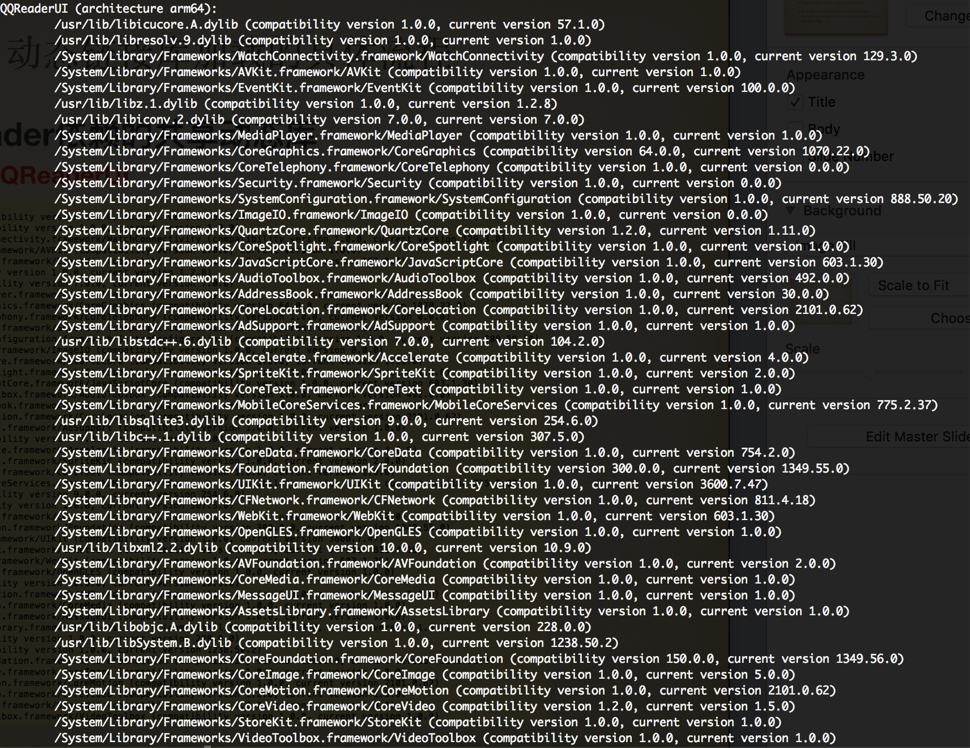 QQReaderUI (architecture arm64):
/usr/lib/libicucore.A.dylib (compatibility version 1.0.0, current version 57.1.0)
/usr/lib/libresolv.9.dylib (compatibility version 1.0.0, current version 1.0.0)
/System/Library/Frameworks/WatchConnectivity.framework/WatchConnectivity (compatibility version 1.0.0, current version 129.3.0)
/System/Library/Frameworks/AVKit.framework/AVKit (compatibility version 1.0.0, current version 1.0.0)
/System/Library/Frameworks/EventKit.framework/EventKit (compatibility version 1.0.0, current version 100.0.0)
/usr/lib/libz.1.dylib (compatibility version 1.0.0, current version 1.2.8)
/usr/lib/libiconv.2.dylib (compatibility version 7.0.0, current version 7.0.0)
/System/Library/Frameworks/MediaPlayer.framework/MediaPlayer (compatibility version 1.0.0, current version 1.0.0)
/System/Library/Frameworks/CoreGraphics.framework/CoreGraphics (compatibility version 64.0.0, current version 1070.22.0)
/System/Library/Frameworks/CoreTelephony.framework/CoreTelephony (compatibility version 1.0.0, current version 0.0.0)
/System/Library/Frameworks/Security.framework/Security (compatibility version 1.0.0, current version 0.0.0)
/System/Library/Frameworks/SystemConfiguration.framework/SystemConfiguration (compatibility version 1.0.0, current version 888.50.20)
/System/Library/Frameworks/ImageIO.framework/ImageIO (compatibility version 1.0.0, current version 0.0.0)
/System/Library/Frameworks/QuartzCore.framework/QuartzCore (compatibility version 1.2.0, current version 1.11.0)
/System/Library/Frameworks/CoreSpotlight.framework/CoreSpotlight (compatibility version 1.0.0, current version 1.0.0)
/System/Library/Frameworks/JavaScriptCore.framework/JavaScriptCore (compatibility version 1.0.0, current version 603.1.30)
/System/Library/Frameworks/AudioToolbox.framework/AudioToolbox (compatibility version 1.0.0, current version 492.0.0)
/System/Library/Frameworks/AddressBook.framework/AddressBook (compatibility version 1.0.0, current version 30.0.0)
/System/Library/Frameworks/CoreLocation.framework/CoreLocation (compatibility version 1.0.0, current version 2101.0.62)
/System/Library/Frameworks/AdSupport.framework/AdSupport (compatibility version 1.0.0, current version 1.0.0)
/usr/lib/libstdc++.6.dylib (compatibility version 7.0.0, current version 104.2.0)
/System/Library/Frameworks/Accelerate.framework/Accelerate (compatibility version 1.0.0, current version 4.0.0)
/System/Library/Frameworks/SpriteKit.framework/SpriteKit (compatibility version 1.0.0, current version 2.0.0)
/System/Library/Frameworks/CoreText.framework/CoreText (compatibility version 1.0.0, current version 1.0.0)
/System/Library/Frameworks/MobileCoreServices.framework/MobileCoreServices (compatibility version 1.0.0, current version 775.2.37)
/usr/lib/libsqlite3.dylib (compatibility version 9.0.0, current version 254.6.0)
/usr/lib/libc++.1.dylib (compatibility version 1.0.0, current version 307.5.0)
/System/Library/Frameworks/CoreData.framework/CoreData (compatibility version 1.0.0, current version 754.2.0)
/System/Library/Frameworks/Foundation.framework/Foundation (compatibility version 300.0.0, current version 1349.55.0)
/System/Library/Frameworks/UIKit.framework/UIKit (compatibility version 1.0.0, current version 3600.7.47)
/System/Library/Frameworks/CFNetwork.framework/CFNetwork (compatibility version 1.0.0, current version 811.4.18)
/System/Library/Frameworks/WebKit.framework/WebKit (compatibility version 1.0.0, current version 603.1.30)
/System/Library/Frameworks/OpenGLES.framework/OpenGLES (compatibility version 1.0.0, current version 1.0.0)
/usr/lib/libxml2.2.dylib (compatibility version 10.0.0, current version 10.9.0)
/System/Library/Frameworks/AVFoundation.framework/AVFoundation (compatibility version 1.0.0, current version 2.0.0)
/System/Library/Frameworks/CoreMedia.framework/CoreMedia (compatibility version 1.0.0, current version 1.0.0)
/System/Library/Frameworks/MessageUI.framework/MessageUI (compatibility version 1.0.0, current version 1.0.0)
/System/Library/Frameworks/AssetsLibrary.framework/AssetsLibrary (compatibility version 1.0.0, current version 1.0.0)
/usr/lib/libobjc.A.dylib (compatibility version 1.0.0, current version 228.0.0)
/usr/lib/libSystem.B.dylib (compatibility version 1.0.0, current version 1238.50.2)
/System/Library/Frameworks/CoreFoundation.framework/CoreFoundation (compatibility version 150.0.0, current version 1349.56.0)
/System/Library/Frameworks/CoreImage.framework/CoreImage (compatibility version 1.0.0, current version 5.0.0)
/System/Library/Frameworks/CoreMotion.framework/CoreMotion (compatibility version 1.0.0, current version 2101.0.62)
/System/Library/Frameworks/CoreVideo.framework/CoreVideo (compatibility version 1.2.0, current version 1.5.0)
/System/Library/Frameworks/StoreKit.framework/StoreKit (compatibility version 1.0.0, current version 1.0.0)
/System/Library/Frameworks/VideoToolbox.framework/VideoToolbox (compatibility version 1.0.0, current version 1.0.0)
Change
Appearance
✓ Title
Body
Slide Number
Background
Scale to Fit
Choos
Scale
Edit Master Slide